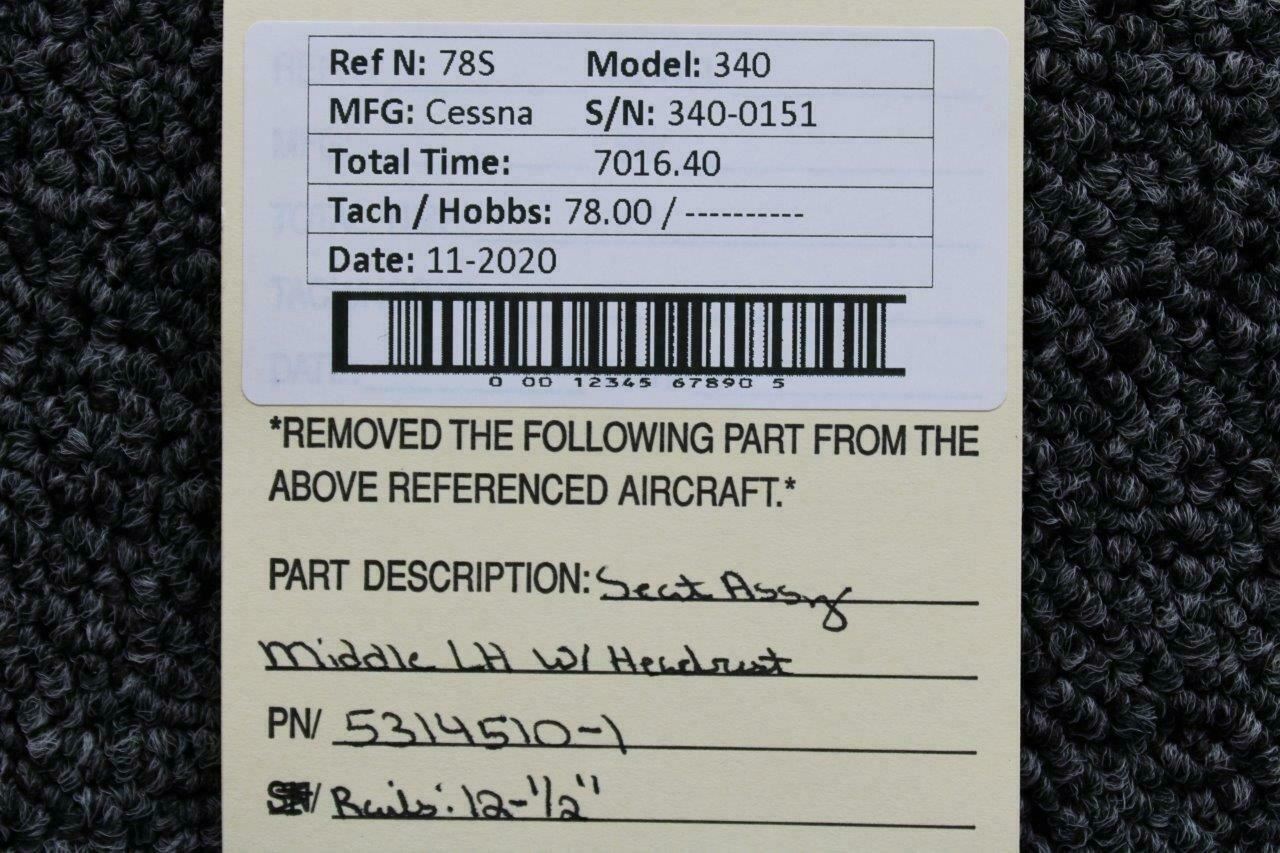 Ref N: 78S Model: 340
MFG: Cessna S/N: 340-0151
Total Time: 7016.40
Tach / Hobbs: 78.00 / ----------
Date: 11-2020
0 00 12345 67890 5
*REMOVED THE FOLLOWING PART FROM THE
ABOVE REFERENCED AIRCRAFT.*
PART DESCRIPTION: Seat Assy
Middle LH W/ Headrest
PN/ 5314510-1
Rails: 12-1/2"